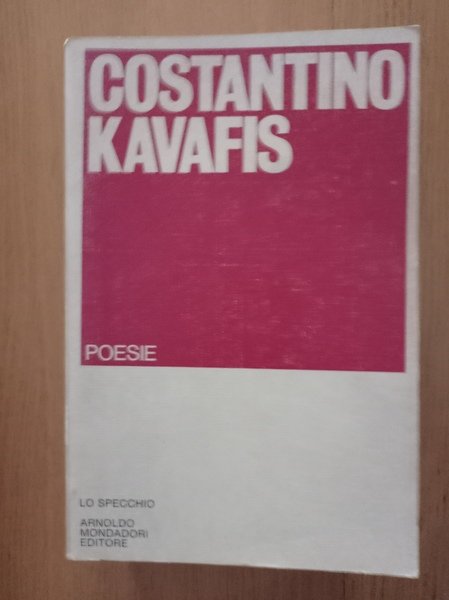 COSTANTINO
KAVAFIS
POESIE
LO SPECCHIO
ARNOLDO
MONDADORI
EDITORE